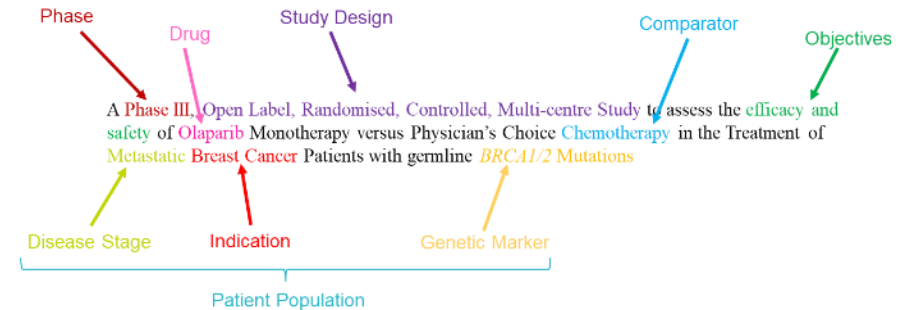 Phase
Study Design
Drug
Comparator
Objectives
A Phase III, Open Label, Randomised, Controlled, Multi-centre Study to assess the efficacy and
safety of Olaparib Monotherapy versus Physician's Choice Chemotherapy in the Treatment of
Metastatic Breast Cancer Patients with germline BRCA1/2 Mutations
Disease Stage
Indication
Genetic Marker
Patient Population